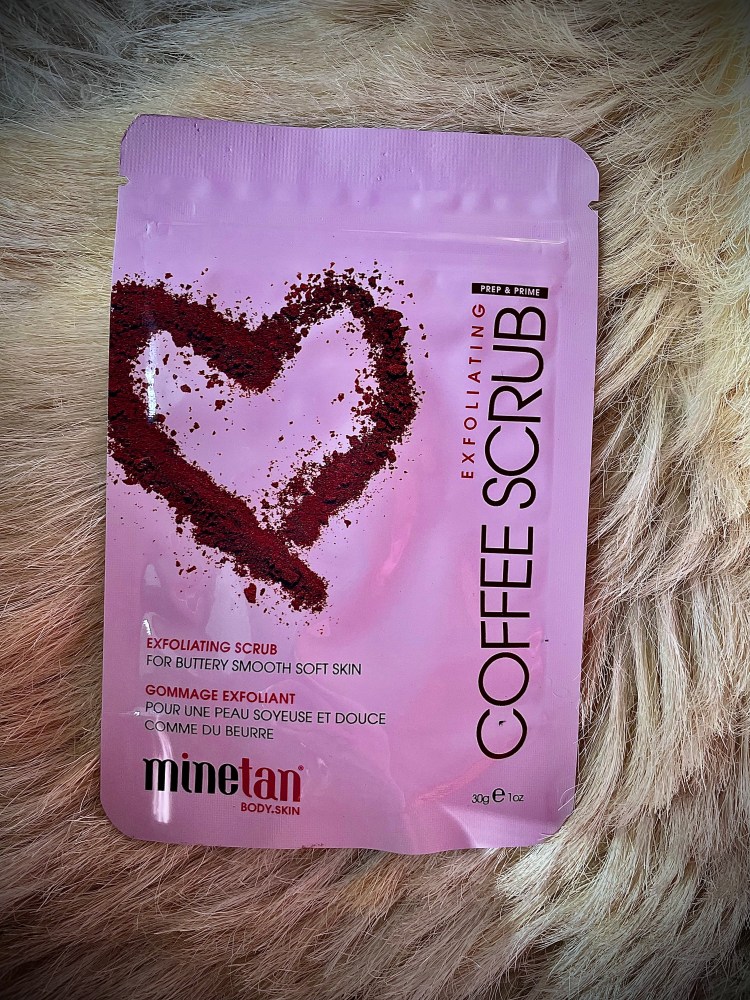 PREP & PRIME
EXFOLIATING
COFFEE SCRUB
EXFOLIATING SCRUB
FOR BUTTERY SMOOTH SOFT SKIN
GOMMAGE EXFOLIANT
POUR UNE PEAU SOYEUSE ET DOUCE
COMME DU BEURRE
minetan®
BODY.SKIN
30g e 1oz